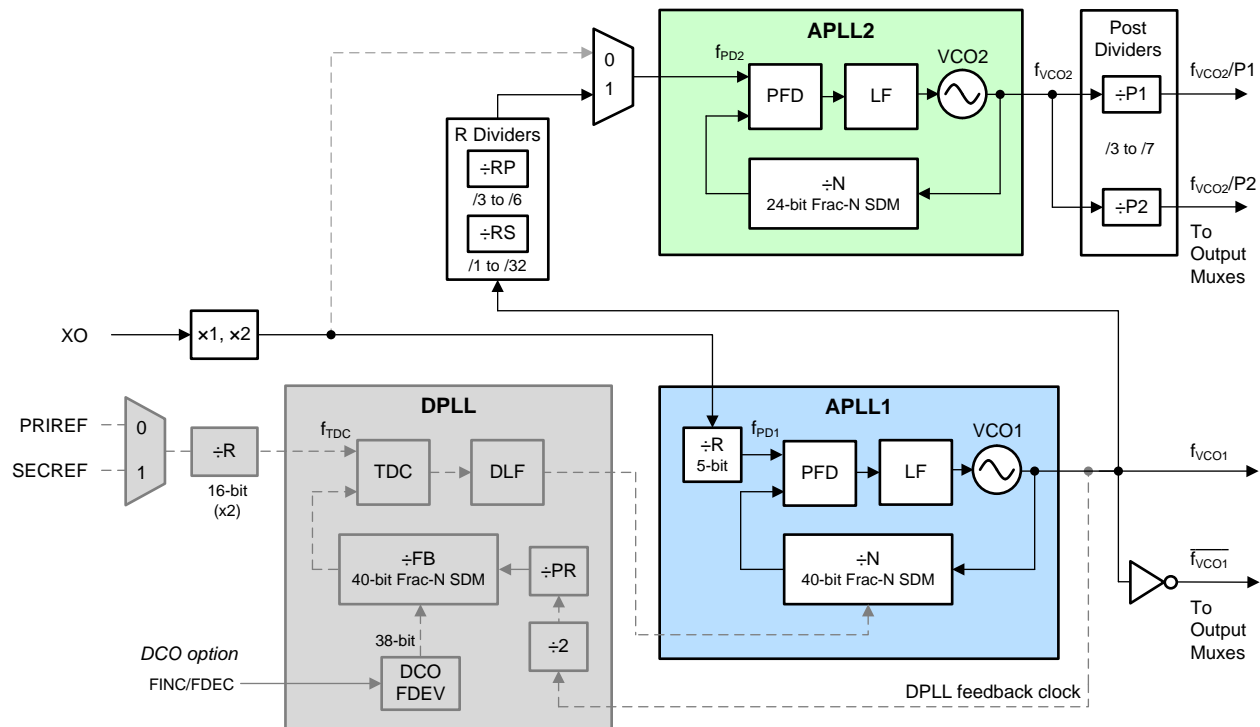 APLL2
Post
Dividers
0
1
fPD2
VCO2
fVCO2
fVCO2/P1
PFD
LF
÷P1
R Dividers
÷RP
/3 to /6
÷RS
/1 to /32
÷N
24-bit Frac-N SDM
/3 to /7
fVCO2/P2
÷P2
To
Output
Muxes
XO
×1, ×2
DPLL
APLL1
PRIREF
SECREF
0
1
÷R
16-bit
(x2)
fTDC
TDC
DLF
÷R
5-bit
fPD1
PFD
LF
VCO1
fVCO1
÷FB
40-bit Frac-N SDM
÷PR
÷N
40-bit Frac-N SDM
fVCO1
To
Output
Muxes
38-bit
÷2
DCO option
FINC/FDEC
DCO
FDEV
DPLL feedback clock